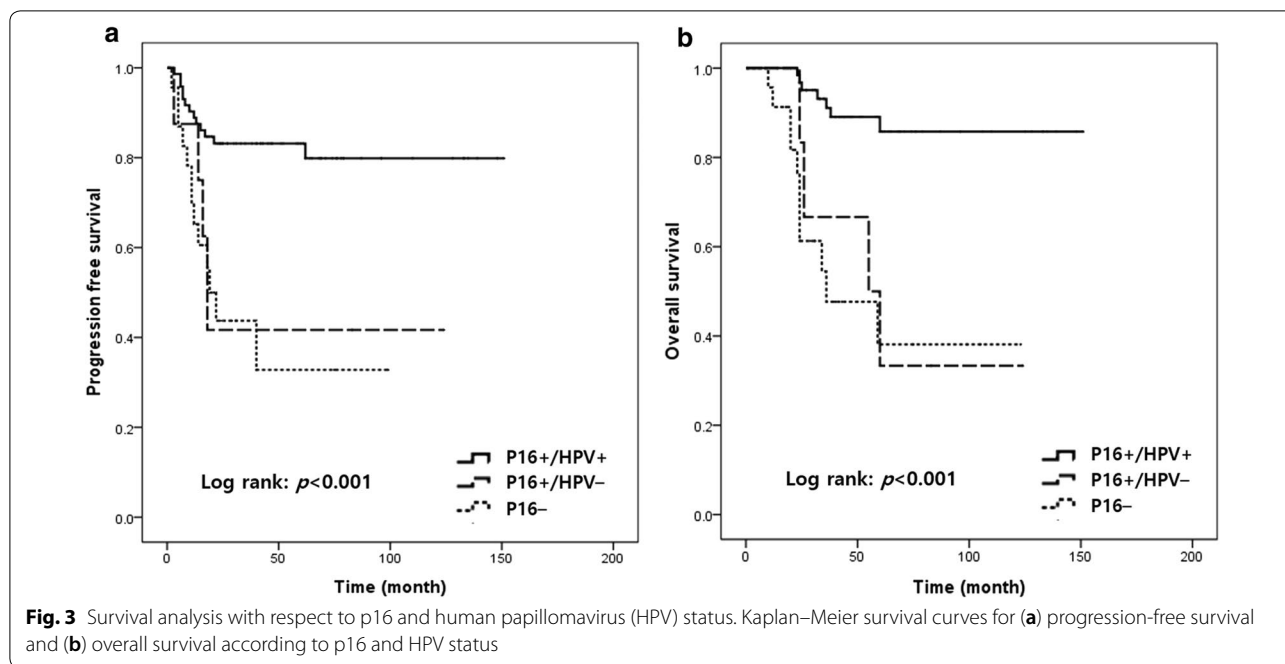 a
1.0
0.8
0.6
0.4
0.2
0.0
Progression free survival
P16+/HPV+
P16+/HPV–
P16–
Log rank: p<0.001
0
50
100
150
200
Time (month)
b
1.0
0.8
0.6
0.4
0.2
0.0
Overall survival
P16+/HPV+
P16+/HPV–
P16–
Log rank: p<0.001
0
50
100
150
200
Time (month)
Fig. 3 Survival analysis with respect to p16 and human papillomavirus (HPV) status. Kaplan–Meier survival curves for (a) progression-free survival
and (b) overall survival according to p16 and HPV status